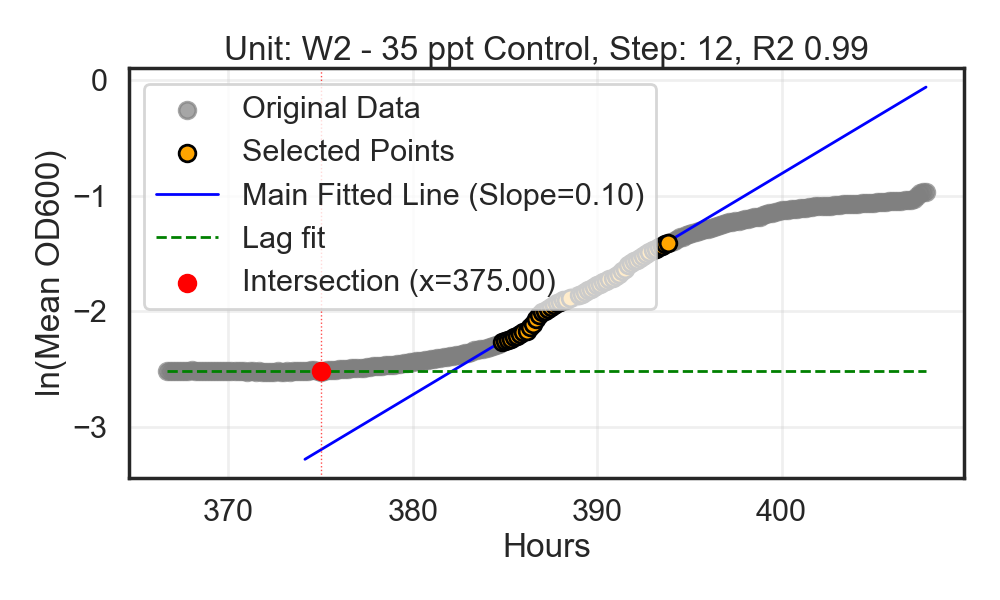 Unit: W2 - 35 ppt Control, Step: 12, R2 0.99
Original Data
Selected Points
Main Fitted Line (Slope=0.10)
Lag fit
Intersection (x=375.00)
ln(Mean OD600)
0
−1
−2
−3
370 380 390 400
Hours